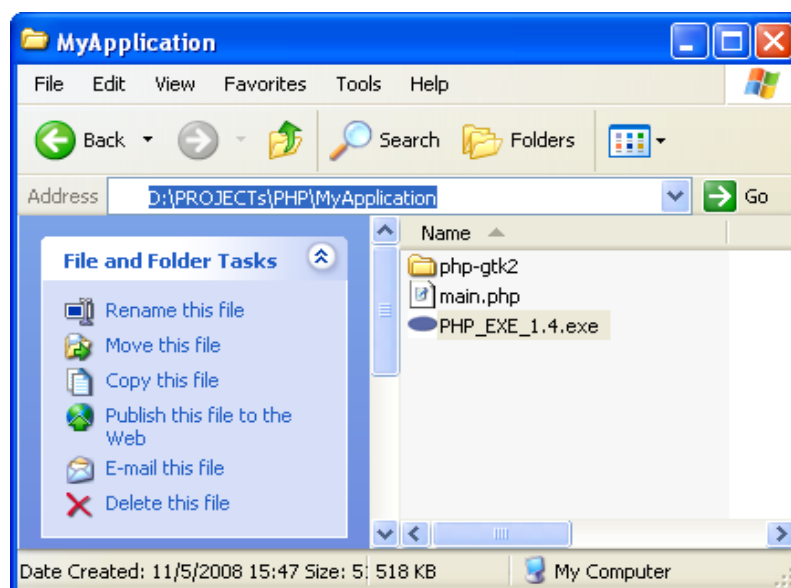 MyApplication
File Edit View Favorites Tools Help
Back Search Folders
Address D:\PROJECTs\PHP\MyApplication Go
File and Folder Tasks
Rename this file
Move this file
Copy this file
Publish this file to the
Web
E-mail this file
Delete this file
Name
php-gtk2
main.php
PHP_EXE_1.4.exe
Date Created: 11/5/2008 15:47 Size: 5 518 KB My Computer